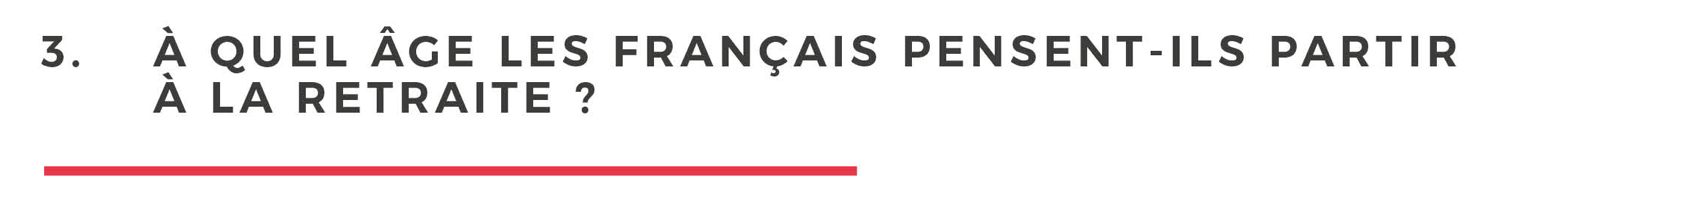 3. À QUEL ÂGE LES FRANÇAIS PENSENT-ILS PARTIR
À LA RETRAITE ?